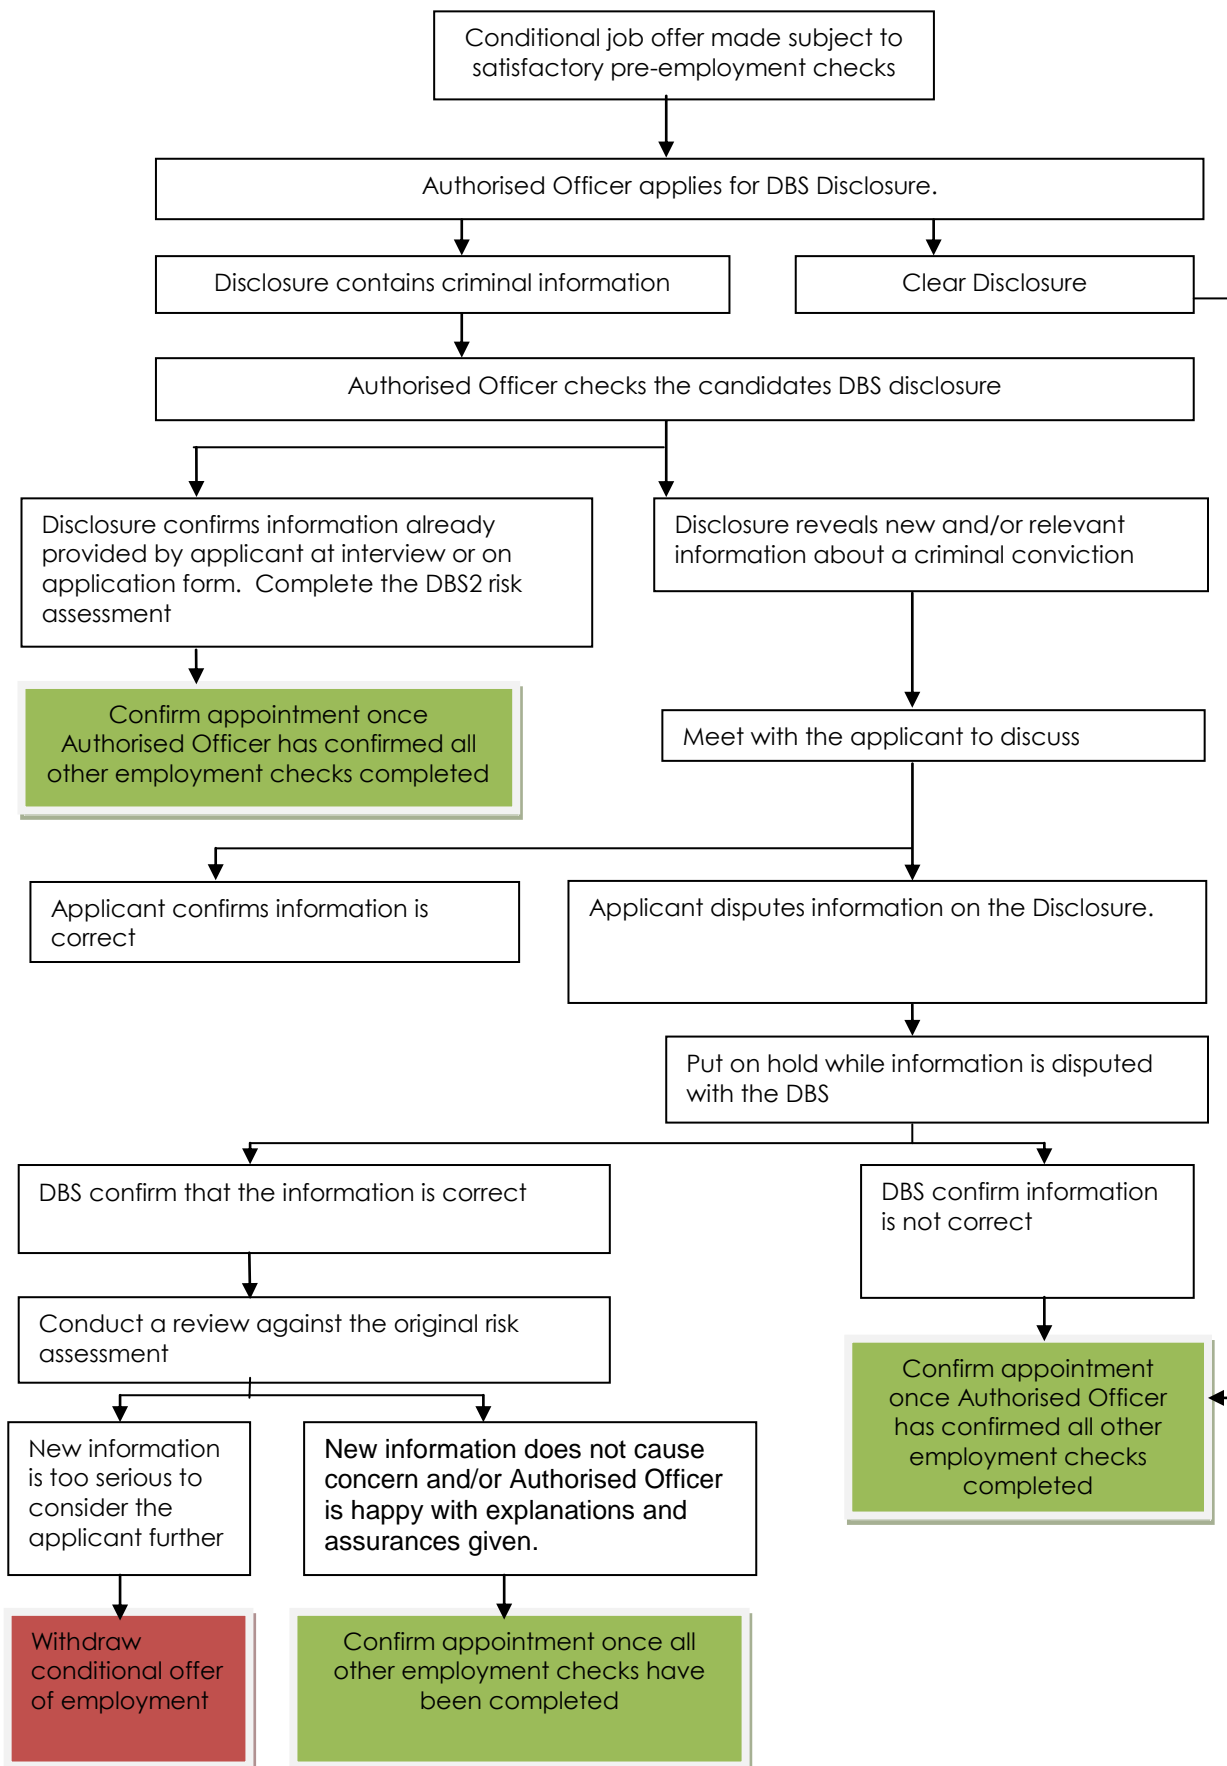 Conditional job offer made subject to
satisfactory pre-employment checks
Authorised Officer applies for DBS Disclosure.
Disclosure contains criminal information
Clear Disclosure
Authorised Officer checks the candidates DBS disclosure
Disclosure confirms information already
provided by applicant at interview or on
application form.  Complete the DBS2 risk
assessment
Disclosure reveals new and/or relevant
information about a criminal conviction
Confirm appointment once
Authorised Officer has confirmed all
other employment checks completed
Meet with the applicant to discuss
Applicant confirms information is
correct
Applicant disputes information on the Disclosure.
Put on hold while information is disputed
with the DBS
DBS confirm that the information is correct
DBS confirm information
is not correct
Conduct a review against the original risk
assessment
Confirm appointment
once Authorised Officer
has confirmed all other
employment checks
completed
New information
is too serious to
consider the
applicant further
New information does not cause
concern and/or Authorised Officer
is happy with explanations and
assurances given.
Withdraw
conditional offer
of employment
Confirm appointment once all
other employment checks have
been completed